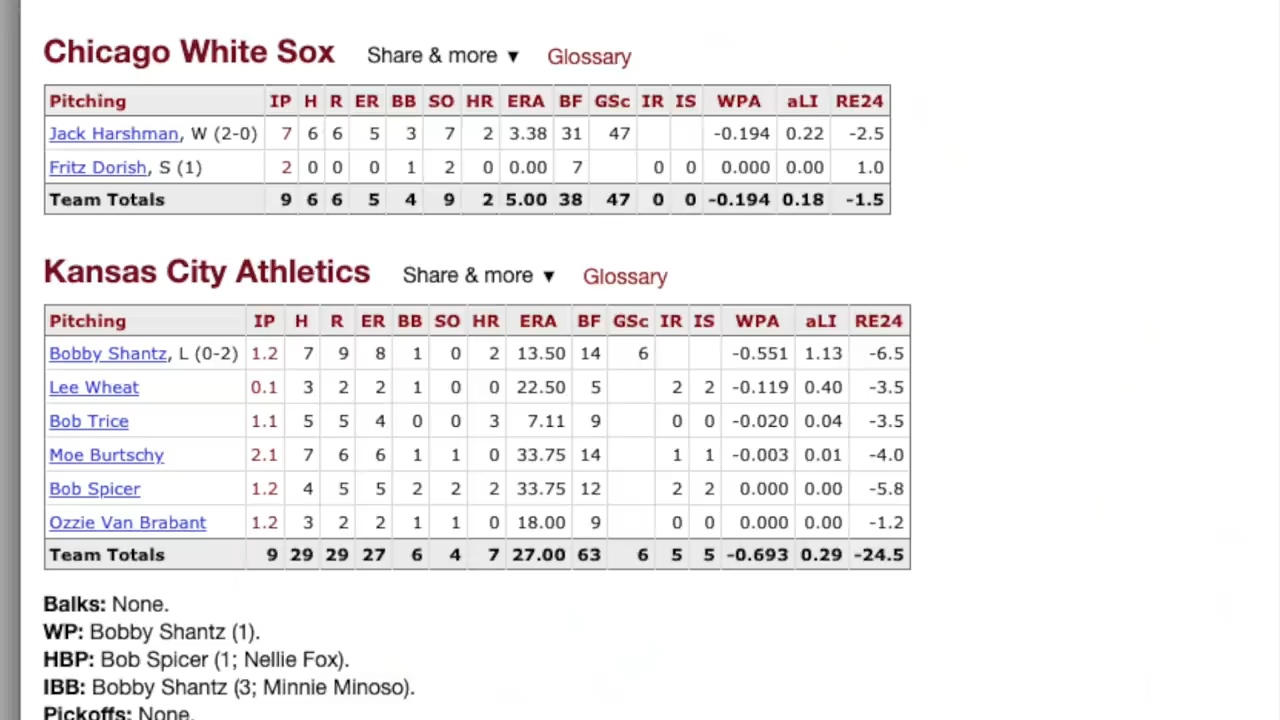 Chicago White Sox Share & more ▼ Glossary
Pitching IP H R ER BB SO HR ERA BF GSc IR IS WPA aLI RE24
Jack Harshman, W (2-0) 7 6 6 5 3 7 2 3.38 31 47 -0.194 0.22 -2.5
Fritz Dorish, S (1) 2 0 0 0 1 2 0 0.00 7 0 0 0.000 0.00 1.0
Team Totals 9 6 6 5 4 9 2 5.00 38 47 0 0 -0.194 0.18 -1.5
Kansas City Athletics Share & more ▼ Glossary
Pitching IP H R ER BB SO HR ERA BF GSc IR IS WPA aLI RE24
Bobby Shantz, L (0-2) 1.2 7 9 8 1 0 2 13.50 14 6 -0.551 1.13 -6.5
Lee Wheat 0.1 3 2 2 1 0 0 22.50 5 2 2 -0.119 0.40 -3.5
Bob Trice 1.1 5 5 4 0 0 3 7.11 9 0 0 -0.020 0.04 -3.5
Moe Burtschy 2.1 7 6 6 1 1 0 33.75 14 1 1 -0.003 0.01 -4.0
Bob Spicer 1.2 4 5 5 2 2 2 33.75 12 2 2 0.000 0.00 -5.8
Ozzie Van Brabant 1.2 3 2 2 1 1 0 18.00 9 0 0 0.000 0.00 -1.2
Team Totals 9 29 29 27 6 4 7 27.00 63 6 5 5 -0.693 0.29 -24.5
Balks: None.
WP: Bobby Shantz (1).
HBP: Bob Spicer (1; Nellie Fox).
IBB: Bobby Shantz (3; Minnie Minoso).
Pickoffs: None.